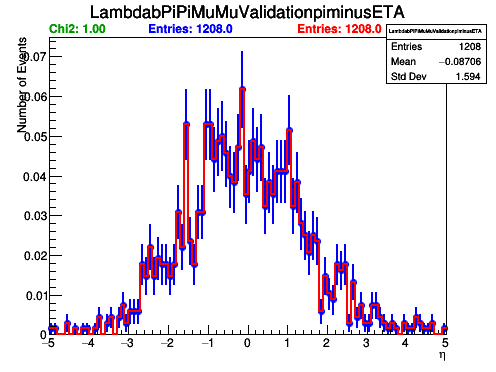 LambdabPiPiMuMuValidationpiminusETA
Chi2: 1.00 Entries: 1208.0 Entries: 1208.0
LambdabPiPiMuMuValidationpiminusETA
Entries 1208
Mean −0.08706
Std Dev 1.594
Number of Events
0.07
0.06
0.05
0.04
0.03
0.02
0.01
0
−5 −4 −3 −2 −1 0 1 2 3 4 5
η